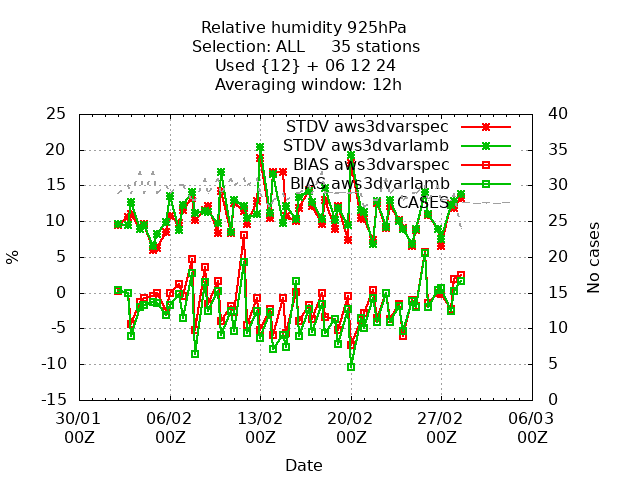 Relative humidity 925hPa
Selection: ALL 35 stations
Used {12} + 06 12 24
Averaging window: 12h
STDV aws3dvarspec
STDV aws3dvarlamb
BIAS aws3dvarspec
BIAS aws3dvarlamb
CASES
25
20
15
10
5
0
-5
-10
-15
%
40
35
30
25
20
15
10
5
0
No cases
30/01 06/02 13/02 20/02 27/02 06/03
00Z 00Z 00Z 00Z 00Z 00Z
Date